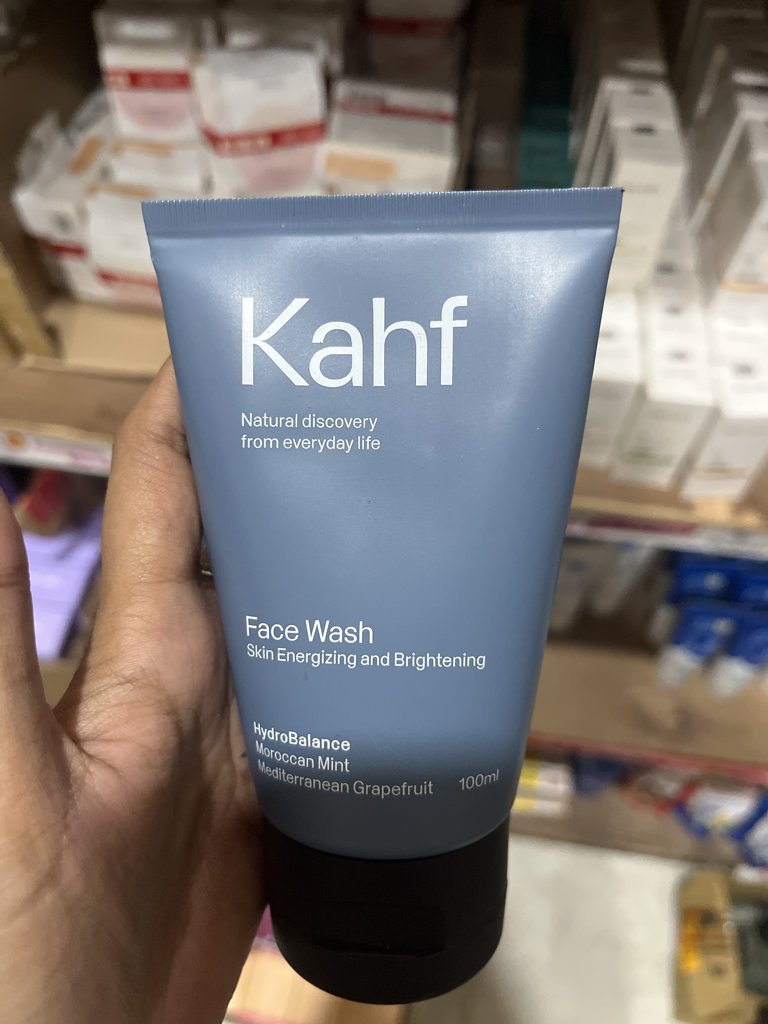 Kahf
Natural discovery
from everyday life
Face Wash
Skin Energizing and Brightening
HydroBalance
Moroccan Mint
Mediterranean Grapefruit 100ml